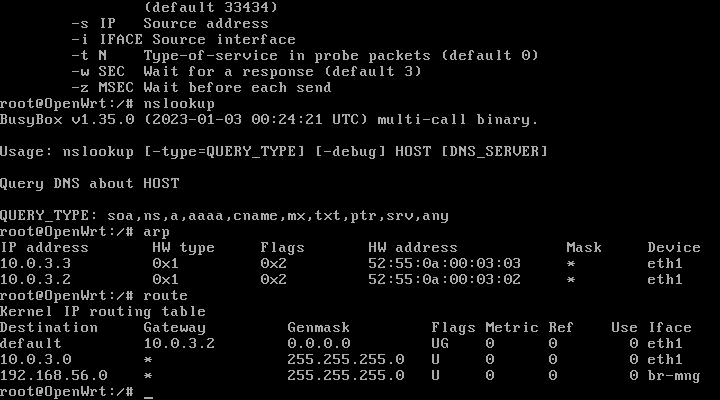 (default 33434)
-s IP   Source address
-i IFACE Source interface
-t N    Type-of-service in probe packets (default 0)
-w SEC  Wait for a response (default 3)
-z MSEC Wait before each send
root@OpenWrt:/# nslookup
BusyBox v1.35.0 (2023-01-03 00:24:21 UTC) multi-call binary.
Usage: nslookup [-type=QUERY_TYPE] [-debug] HOST [DNS_SERVER]
Query DNS about HOST
QUERY_TYPE: soa,ns,a,aaaa,cname,mx,txt,ptr,srv,any
root@OpenWrt:/# arp
IP address       HW type     Flags       HW address            Mask     Device
10.0.3.3         0x1         0x2         52:55:0a:00:03:03     *        eth1
10.0.3.2         0x1         0x2         52:55:0a:00:03:02     *        eth1
root@OpenWrt:/# route
Kernel IP routing table
Destination     Gateway         Genmask         Flags Metric Ref    Use Iface
default         10.0.3.2        0.0.0.0         UG    0      0        0 eth1
10.0.3.0        *               255.255.255.0   U     0      0        0 eth1
192.168.56.0    *               255.255.255.0   U     0      0        0 br-mng
root@OpenWrt:/# _